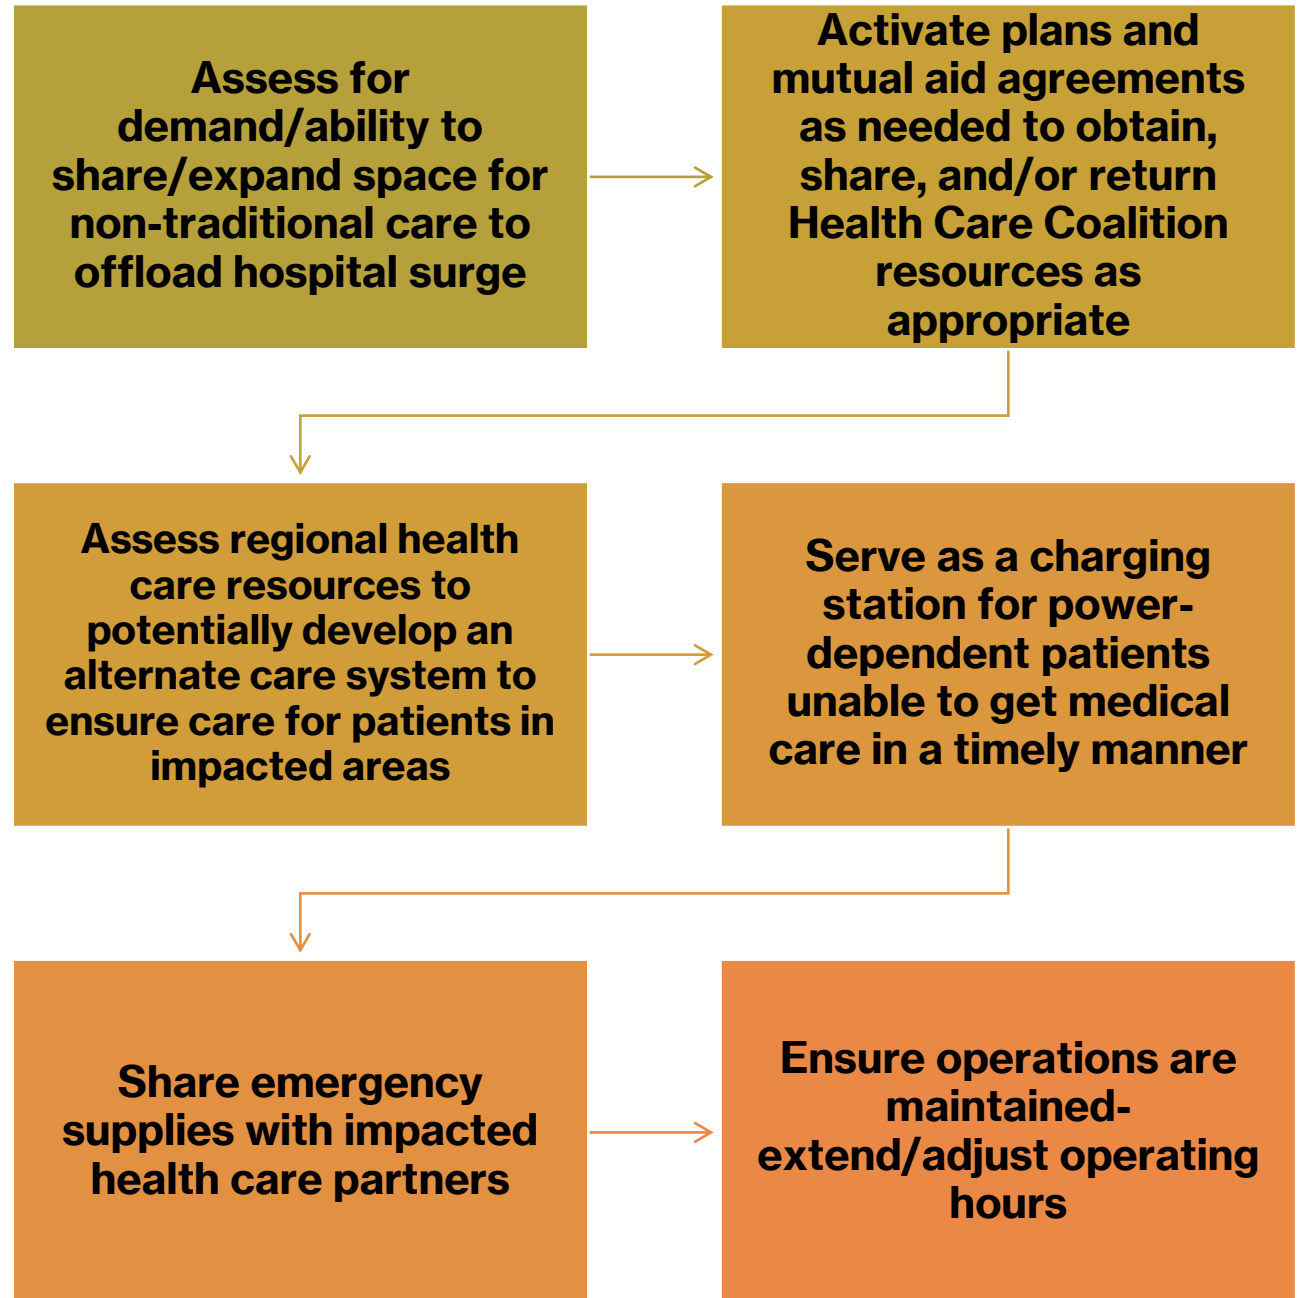 Assess for
demand/ability to
share/expand space for
non-traditional care to
offload hospital surge
Activate plans and
mutual aid agreements
as needed to obtain,
share, and/or return
Health Care Coalition
resources as
appropriate
Assess regional health
care resources to
potentially develop an
alternate care system to
ensure care for patients in
impacted areas
Serve as a charging
station for power-
dependent patients
unable to get medical
care in a timely manner
Share emergency
supplies with impacted
health care partners
Ensure operations are
maintained-
extend/adjust operating
hours